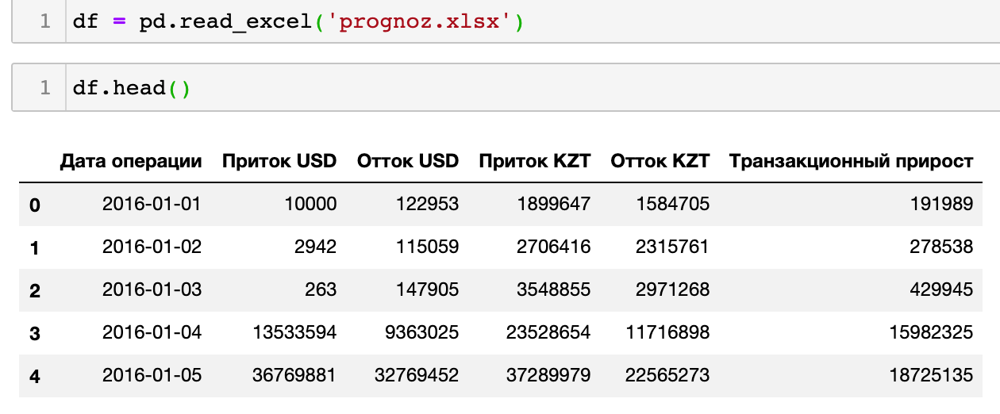 1 df = pd.read_excel('prognoz.xlsx')
1 df.head()
Дата операции Приток USD Отток USD Приток KZT Отток KZT Транзакционный прирост
0 2016-01-01 10000 122953 1899647 1584705 191989
1 2016-01-02 2942 115059 2706416 2315761 278538
2 2016-01-03 263 147905 3548855 2971268 429945
3 2016-01-04 13533594 9363025 23528654 11716898 15982325
4 2016-01-05 36769881 32769452 37289979 22565273 18725135